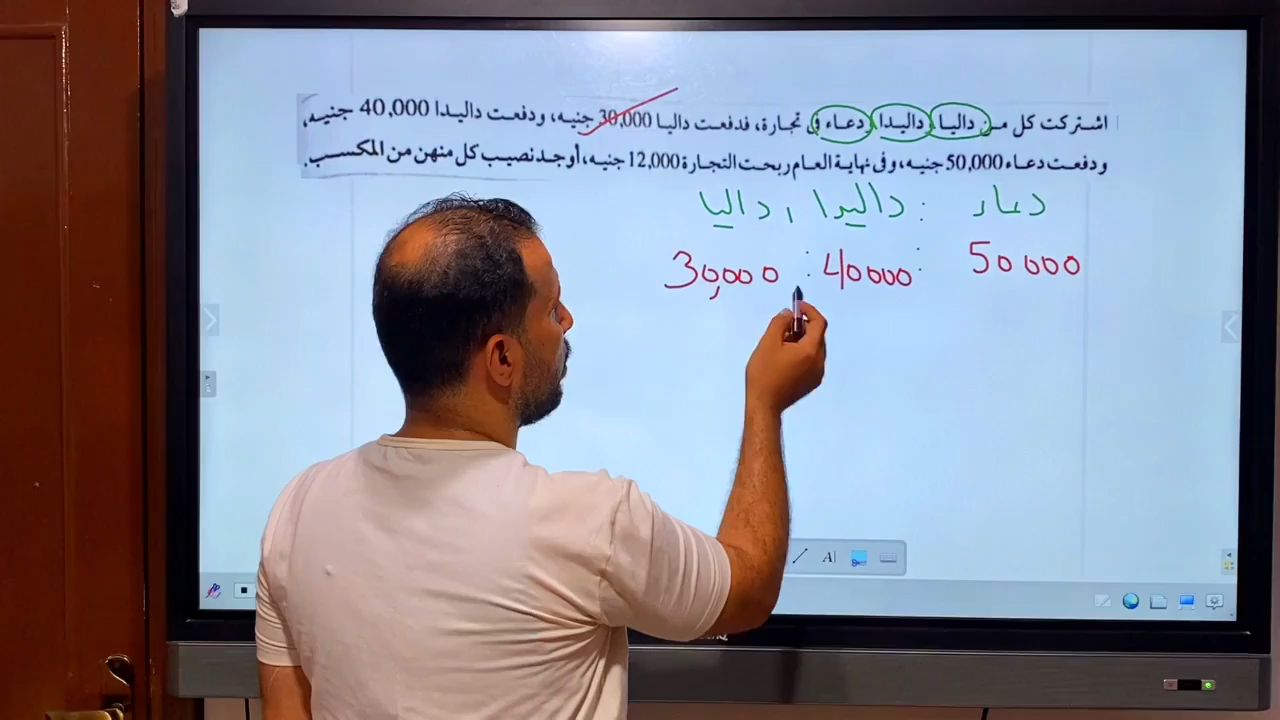 اشتركت كل من داليا، داليدا، دعاء فى تجارة، فدفعت داليا 30,000 جنيه، ودفعت داليدا 40,000 جنيه،
ودفعت دعاء 50,000 جنيه، وفى نهاية العام ربحت التجارة 12,000 جنيه، أوجد نصيب كل منهن من المكسب.
دعاء : داليدا : داليا
30,000 : 40000 : 50000
A